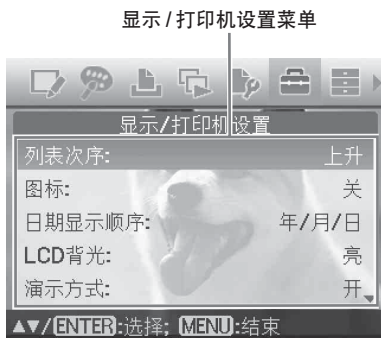 显示/打印机设置菜单
显示/打印机设置
列表次序: 上升
图标: 关
日期显示顺序: 年/月/日
LCD背光: 亮
演示方式: 开
▲▼/ENTER:选择; MENU:结束